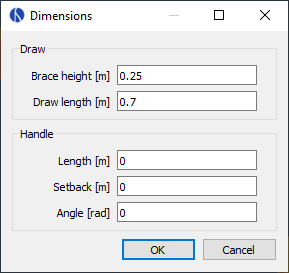 Dimensions
Draw
Brace height [m] 0.25
Draw length [m] 0.7
Handle
Length [m] 0
Setback [m] 0
Angle [rad] 0
OK Cancel